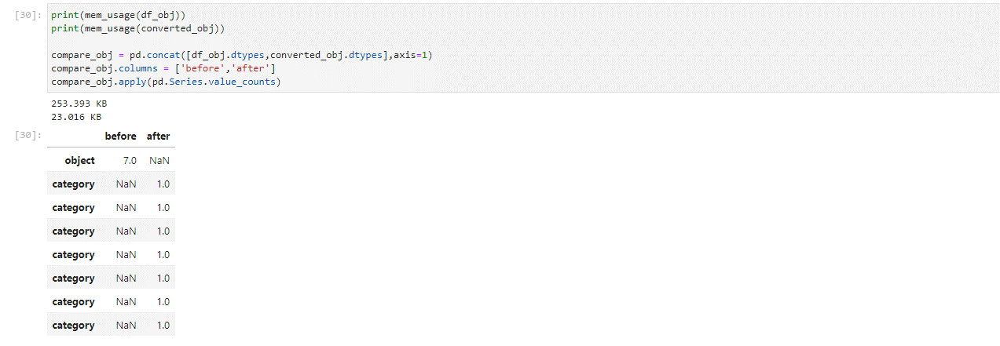 [30]: print(mem_usage(df_obj))
print(mem_usage(converted_obj))
compare_obj = pd.concat([df_obj.dtypes,converted_obj.dtypes],axis=1)
compare_obj.columns = ['before','after']
compare_obj.apply(pd.Series.value_counts)
253.393 KB
23.016 KB
[30]: before after
object 7.0 NaN
category NaN 1.0
category NaN 1.0
category NaN 1.0
category NaN 1.0
category NaN 1.0
category NaN 1.0
category NaN 1.0